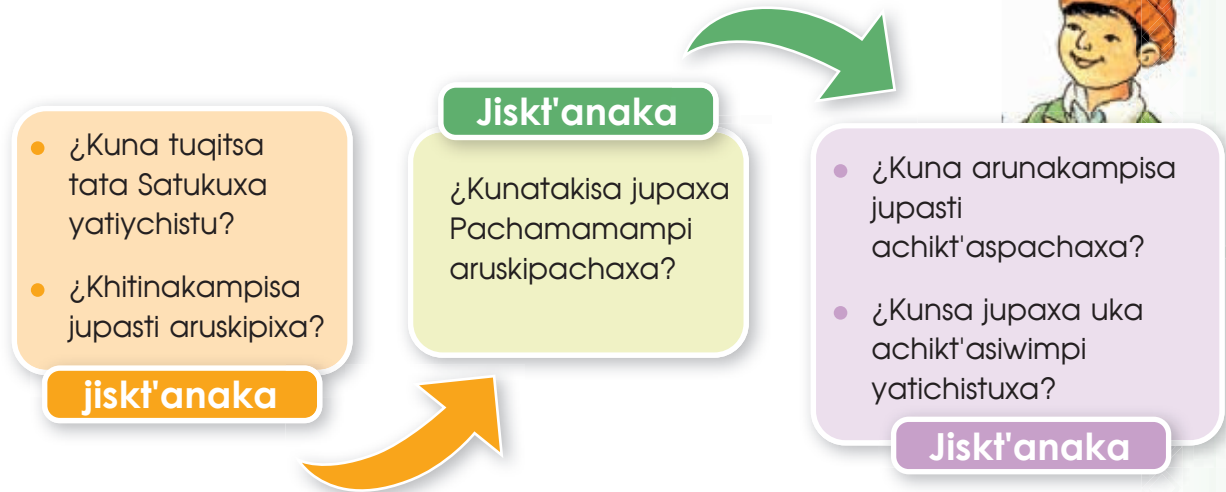 ¿Kuna tuqitsa
tata Satukuxa
yatiychistu?
¿Khitinakampisa
jupasti aruskipixa?
jiskt'anaka
Jiskt'anaka
¿Kunatakisa jupaxa
Pachamamampi
aruskipachaxa?
¿Kuna arunakampisa
jupasti
achikt'aspachaxa?
¿Kunsa jupaxa uka
achikt'asiwimpi
yatichistuxa?
Jiskt'anaka